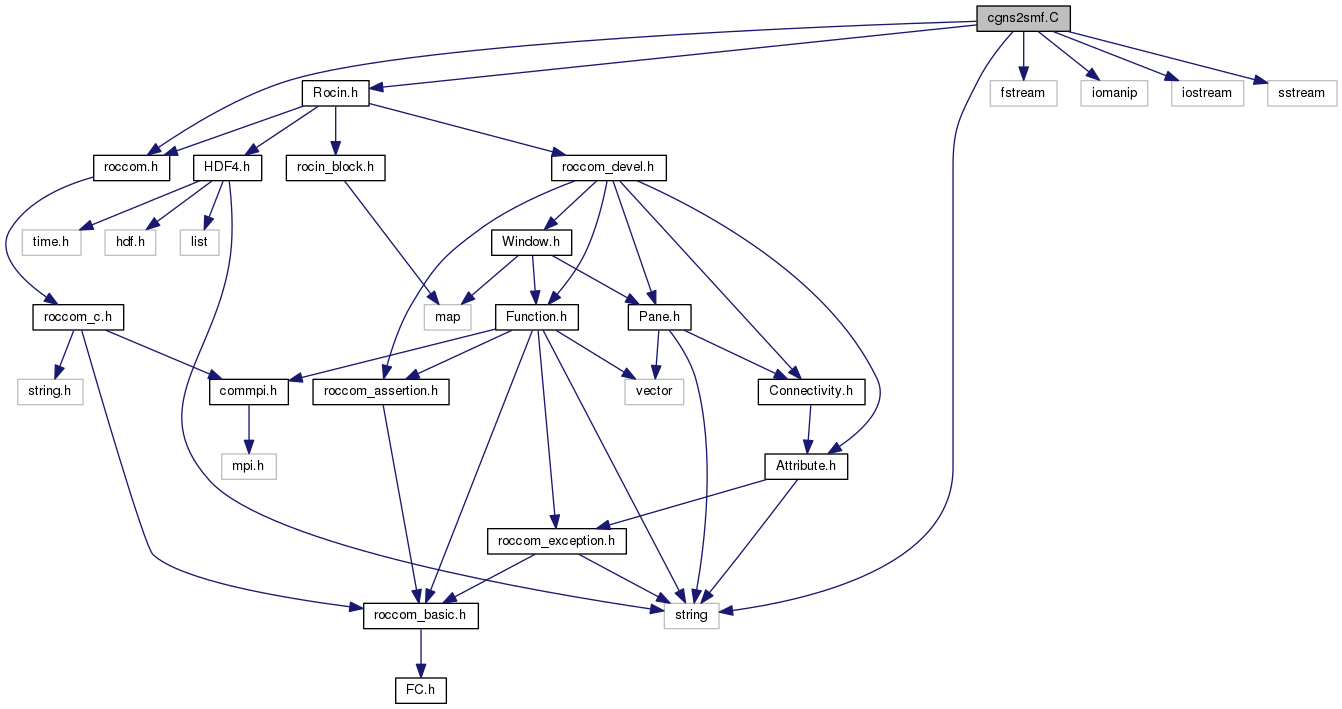 cgns2smf.C
Rocin.h
fstream
iomanip
iostream
sstream
roccom.h
HDF4.h
rocin_block.h
roccom_devel.h
time.h
hdf.h
list
Window.h
roccom_c.h
map
Function.h
Pane.h
string.h
commpi.h
roccom_assertion.h
vector
Connectivity.h
mpi.h
Attribute.h
roccom_exception.h
roccom_basic.h
string
FC.h